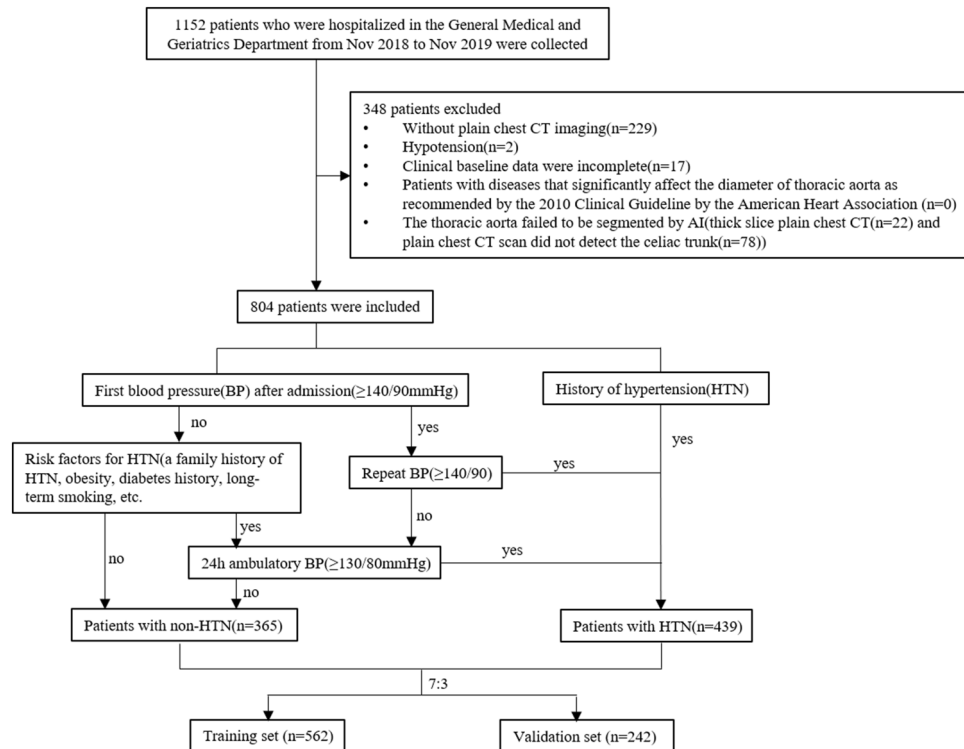 1152 patients who were hospitalized in the General Medical and
Geriatrics Department from Nov 2018 to Nov 2019 were collected
348 patients excluded
• Without plain chest CT imaging(n=229)
• Hypotension(n=2)
• Clinical baseline data were incomplete(n=17)
• Patients with diseases that significantly affect the diameter of thoracic aorta as
recommended by the 2010 Clinical Guideline by the American Heart Association (n=0)
• The thoracic aorta failed to be segmented by AI(thick slice plain chest CT(n=22) and
plain chest CT scan did not detect the celiac trunk(n=78))
804 patients were included
First blood pressure(BP) after admission(≥140/90mmHg)
History of hypertension(HTN)
no
yes
yes
Risk factors for HTN(a family history of
HTN, obesity, diabetes history, long-
term smoking, etc.
Repeat BP(≥140/90)
yes
no
yes
no
24h ambulatory BP(≥130/80mmHg)
yes
no
Patients with non-HTN(n=365)
Patients with HTN(n=439)
7:3
Training set (n=562)
Validation set (n=242)